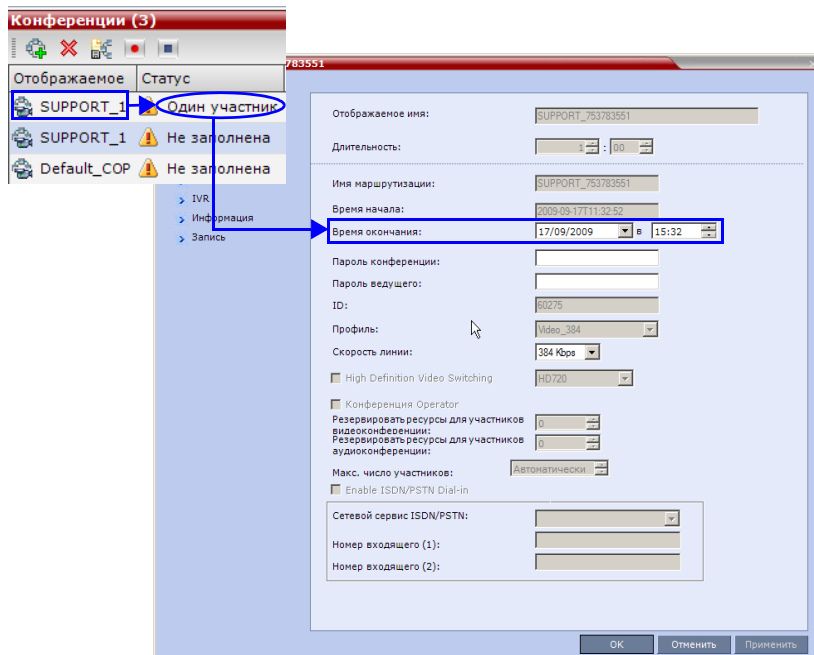 Конференции (3)
783551
Отображаемое Статус
SUPPORT_1 Один участник
SUPPORT_1 Не заполнена
Default_COP Не заполнена
IVR
Информация
Запись
Отображаемое имя: SUPPORT_753783551
Длительность: 1 : 00
Имя маршрутизации: SUPPORT_753783551
Время начала: 2009-09-17T11:32:52
Время окончания: 17/09/2009 в 15:32
Пароль конференции:
Пароль ведущего:
ID: 60275
Профиль: Video_384
Скорость линии: 384 Kbps
High Definition Video Switching HD720
Конференция Operator
Резервировать ресурсы для участников
видеоконференции: 0
Резервировать ресурсы для участников
аудиоконференции: 0
Макс. число участников: Автоматически
Enable ISDN/PSTN Dial-in
Сетевой сервис ISDN/PSTN:
Номер входящего (1):
Номер входящего (2):
OK Отменить Применить